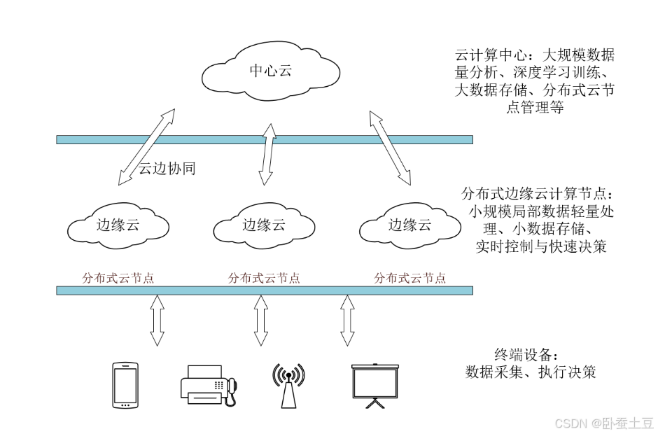 中心云
云计算中心：大规模数据
量分析、深度学习训练、
大数据存储、分布式云节
点管理等
云边协同
边缘云
边缘云
边缘云
分布式边缘云计算节点：
小规模局部数据轻量处
理、小数据存储、
实时控制与快速决策
分布式云节点
分布式云节点
分布式云节点
终端设备：
数据采集、执行决策
CSDN @卧蚕土豆